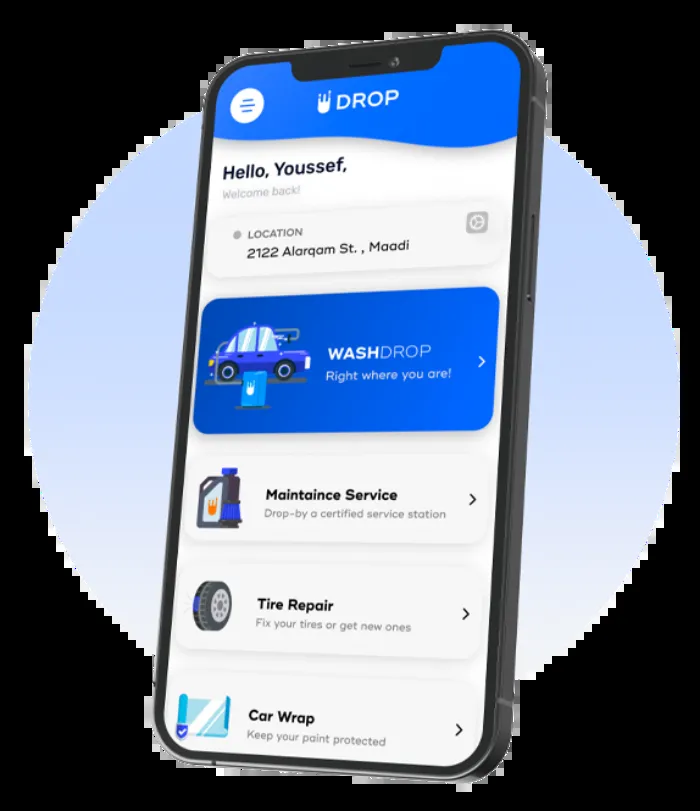 DROP
Hello, Youssef,
Welcome back!
LOCATION
2122 Alarqam St. , Maadi
WASHDROP
Right where you are!
Maintaince Service
Drop-by a certified service station
Tire Repair
Fix your tires or get new ones
Car Wrap
Keep your paint protected